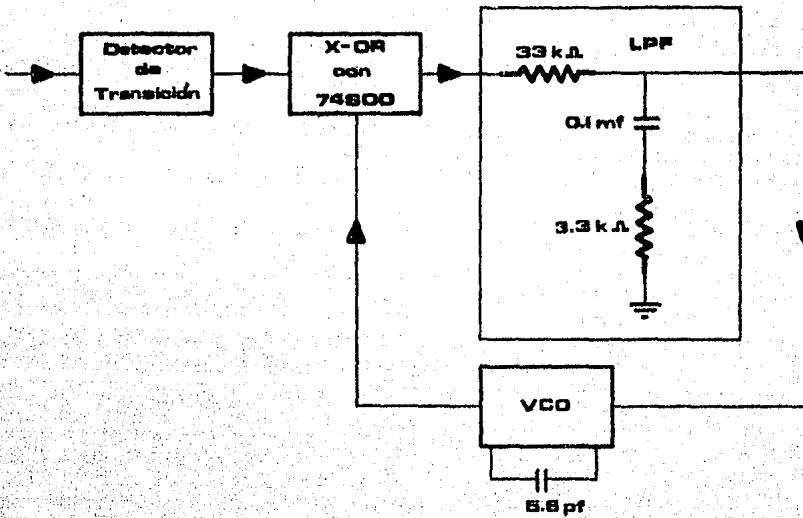 Detector
de
Transición
X-OR
con
74S00
33 kΩ
LPF
0.1 mf
3.3 kΩ
VCO
5.6 pf